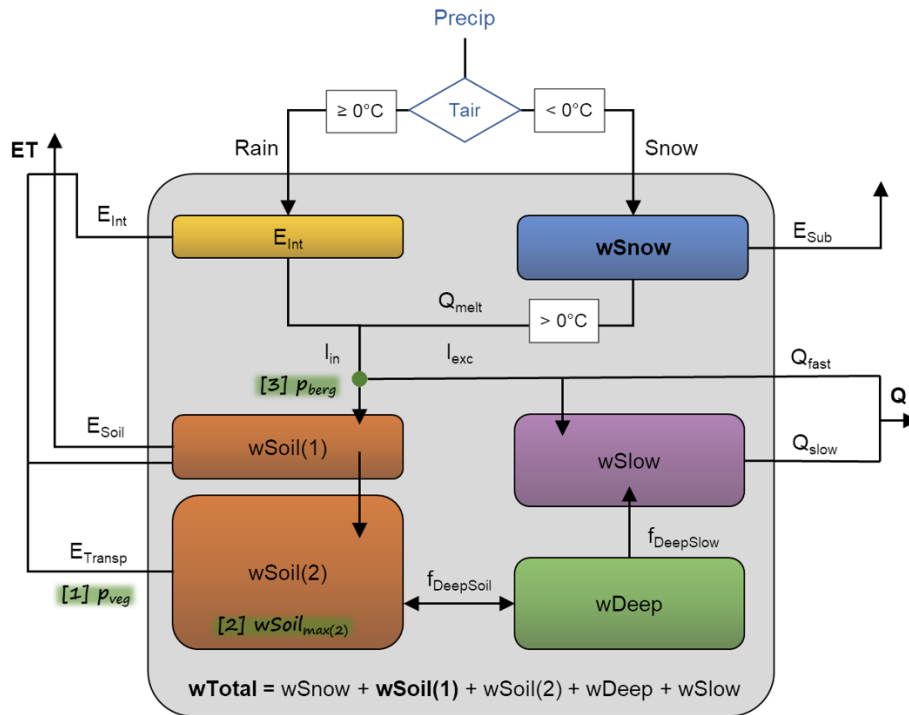 Precip
Tair
≥ 0°C
< 0°C
Rain
Snow
ET
E_Int
E_Int
wSnow
E_Sub
Q_melt
> 0°C
I_in
I_exc
Q_fast
[3] p_berg
Q
E_Soil
wSoil(1)
wSlow
Q_slow
E_Transp
wSoil(2)
f_DeepSlow
[1] p_veg
f_DeepSoil
wDeep
[2] wSoil_max(2)
wTotal = wSnow + wSoil(1) + wSoil(2) + wDeep + wSlow